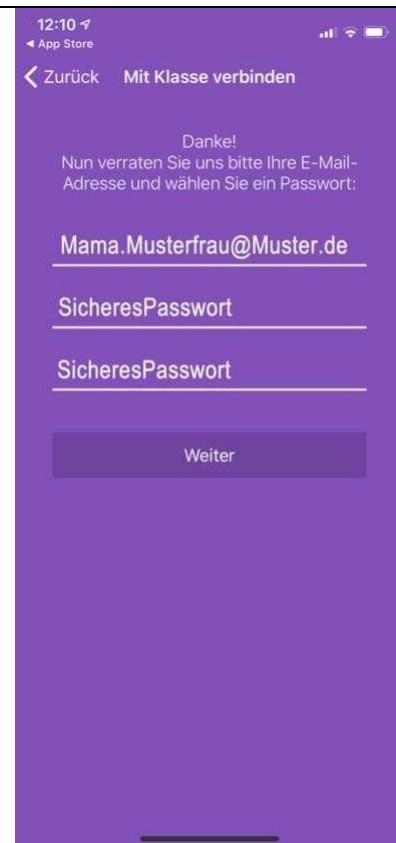 12:10
App Store
Zurück Mit Klasse verbinden
Danke!
Nun verraten Sie uns bitte Ihre E-Mail-
Adresse und wählen Sie ein Passwort:
Mama.Musterfrau@Muster.de
SicheresPasswort
SicheresPasswort
Weiter